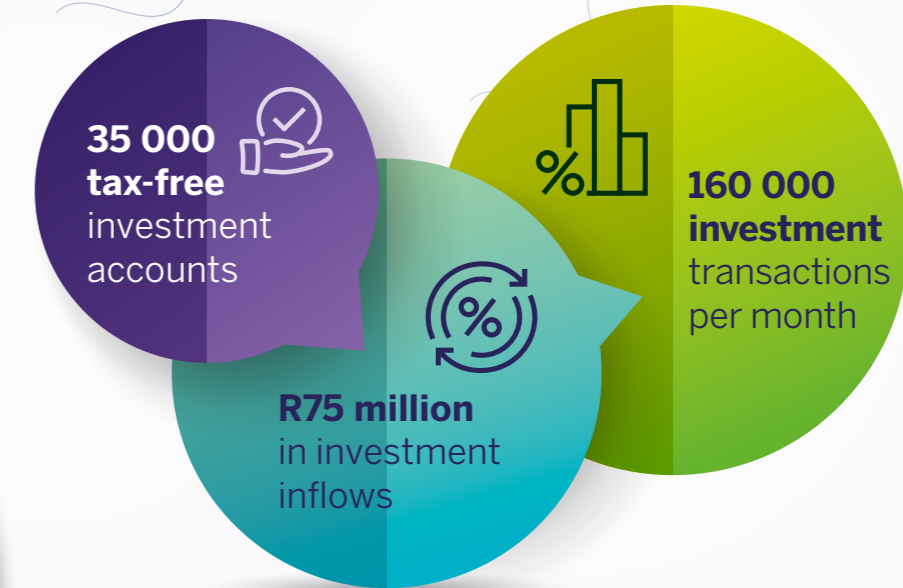 35 000
tax-free
investment
accounts
R75 million
in investment
inflows
160 000
investment
transactions
per month